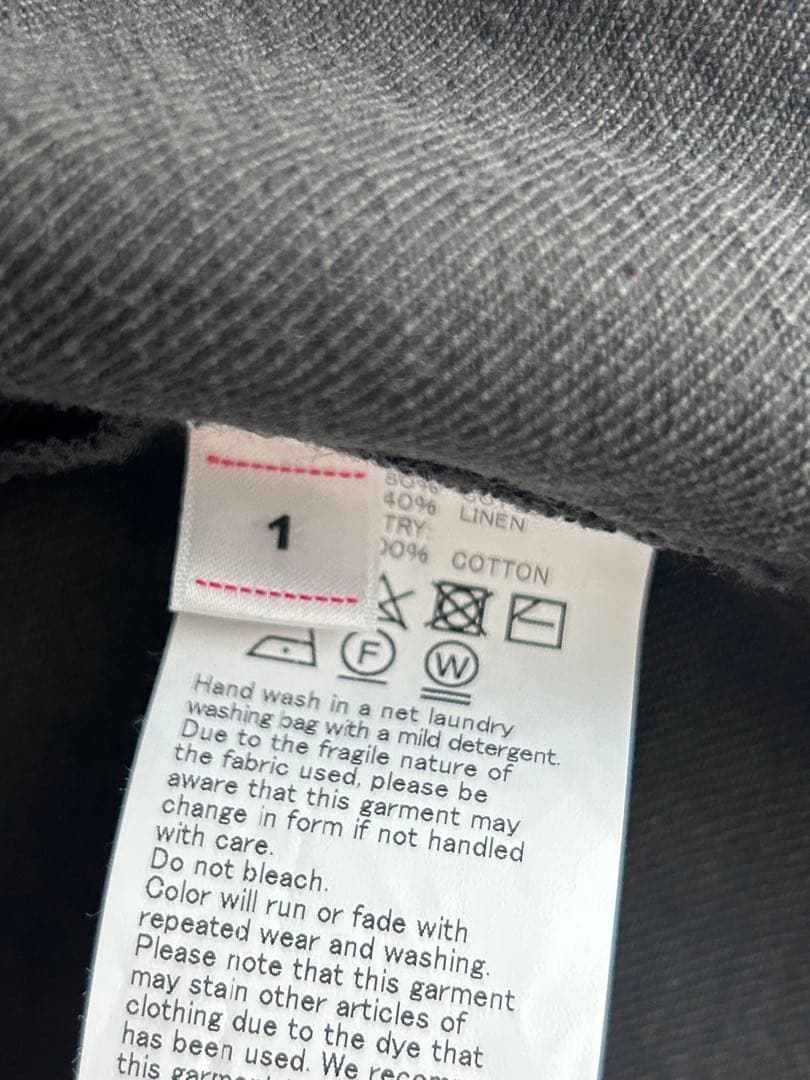 1
40% LINEN
TRY:
00% COTTON
F
W
Hand wash in a net laundry
washing bag with a mild detergent.
Due to the fragile nature of
the fabric used, please be
aware that this garment may
change in form if not handled
with care.
Do not bleach.
Color will run or fade with
repeated wear and washing.
Please note that this garment
may stain other articles of
clothing due to the dye that
has been used. We
this